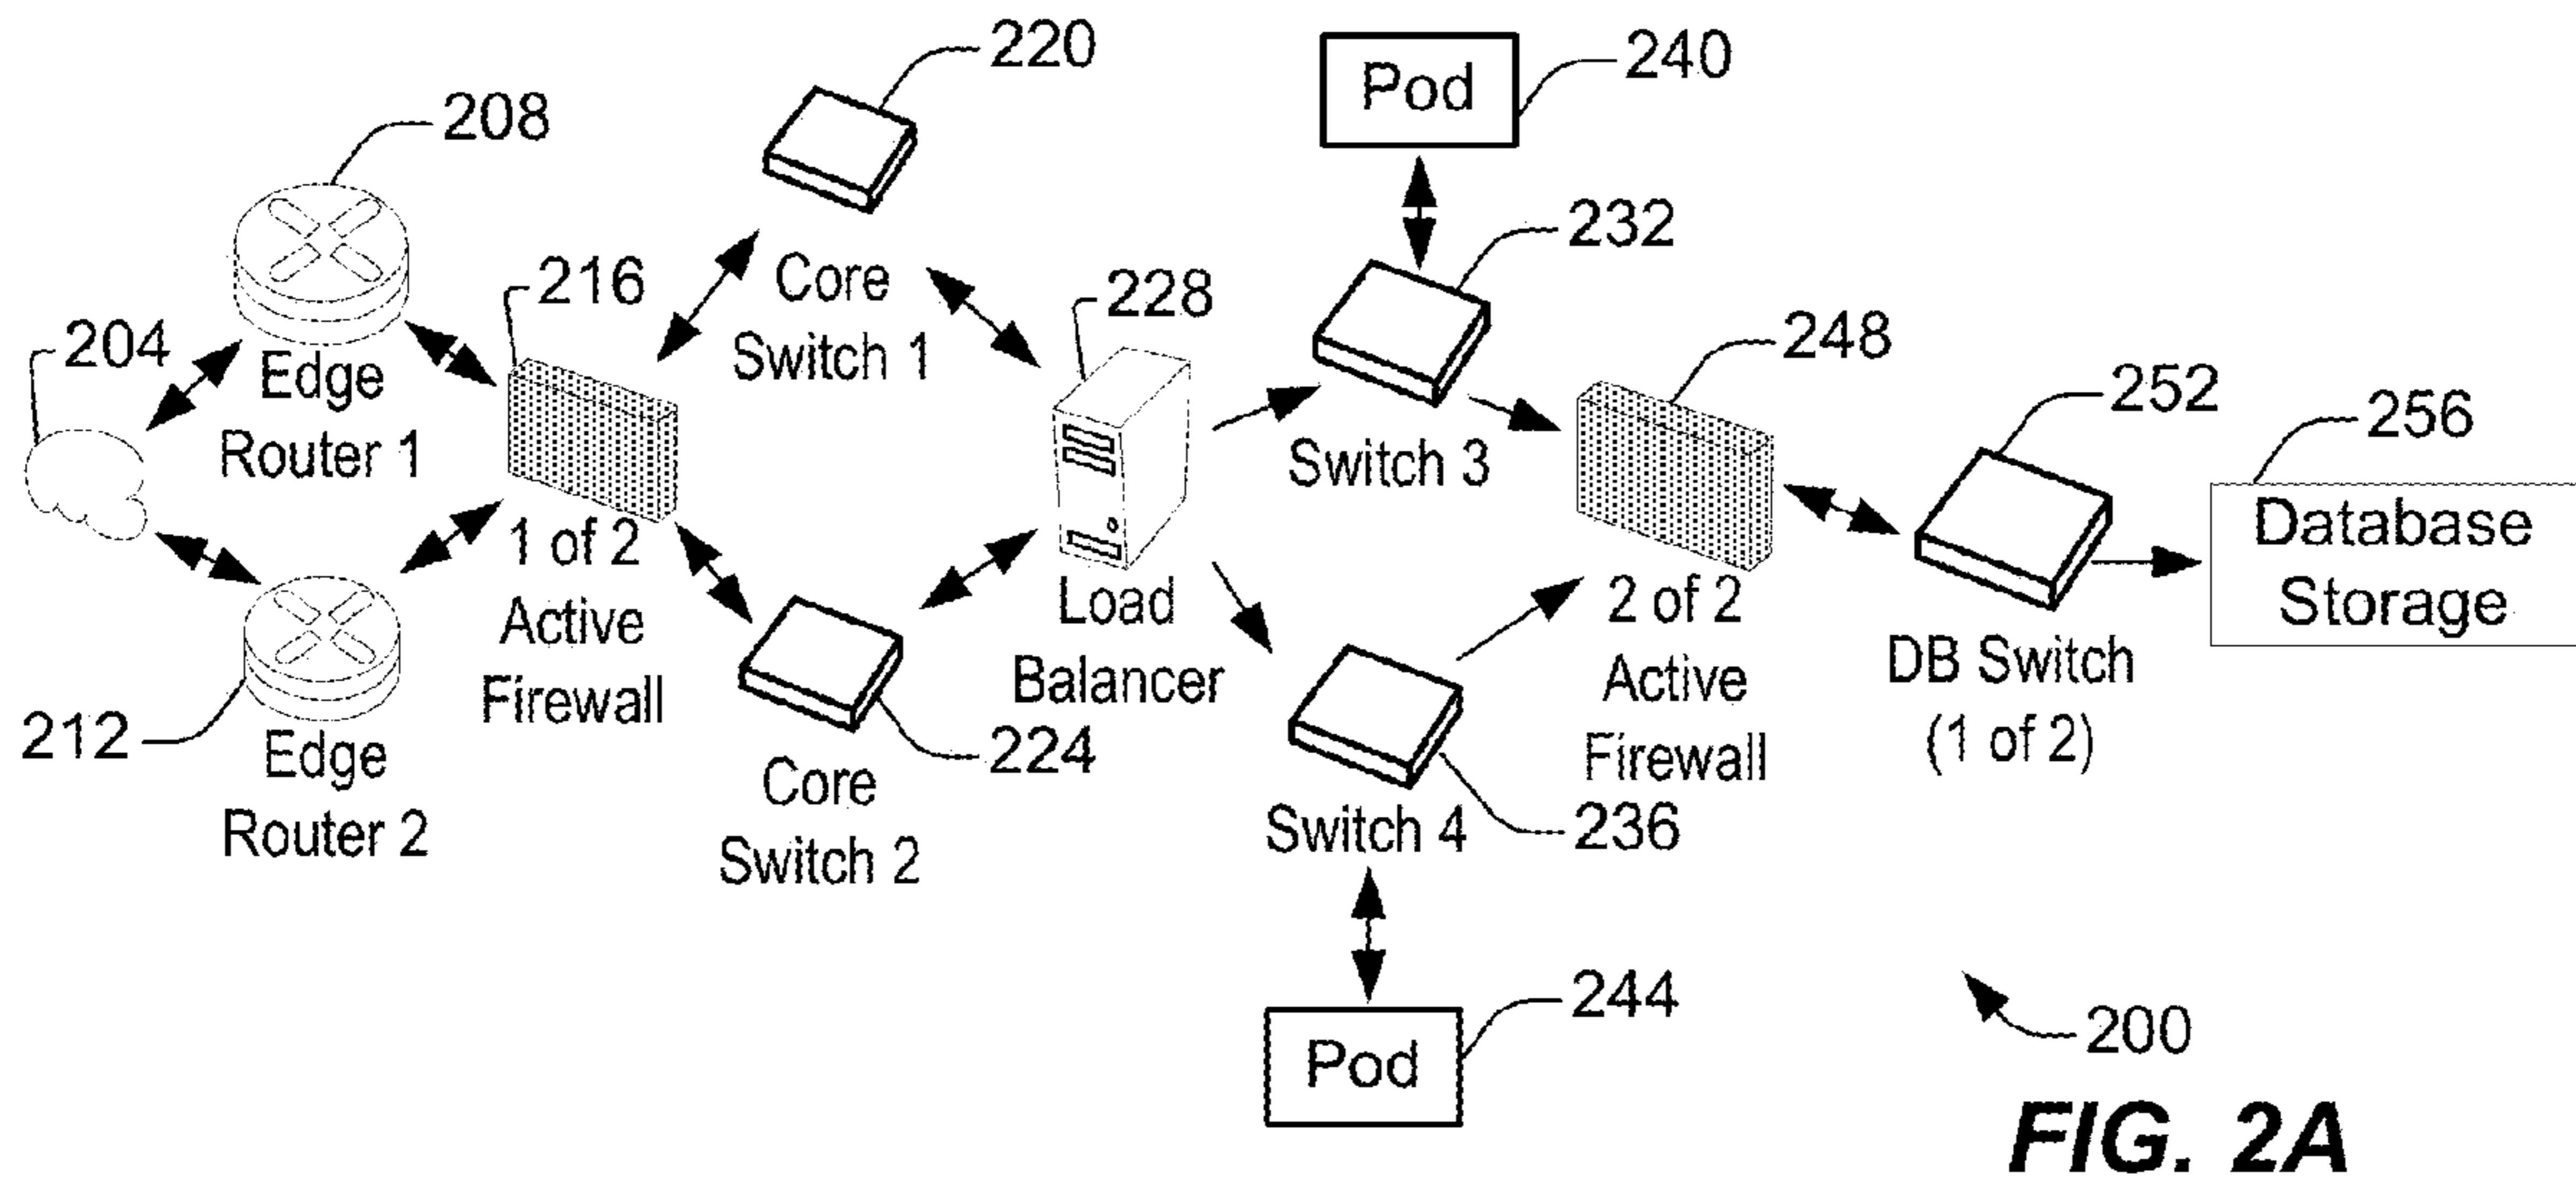 220
Pod
240
208
232
216
Core
Switch 1
228
204
Edge
Router 1
248
252
256
Switch 3
Database
Storage
1 of 2
Active
Firewall
Load
Balancer
2 of 2
Active
Firewall
DB Switch
(1 of 2)
212
Edge
Router 2
224
Core
Switch 2
Switch 4
236
Pod
244
200
FIG. 2A